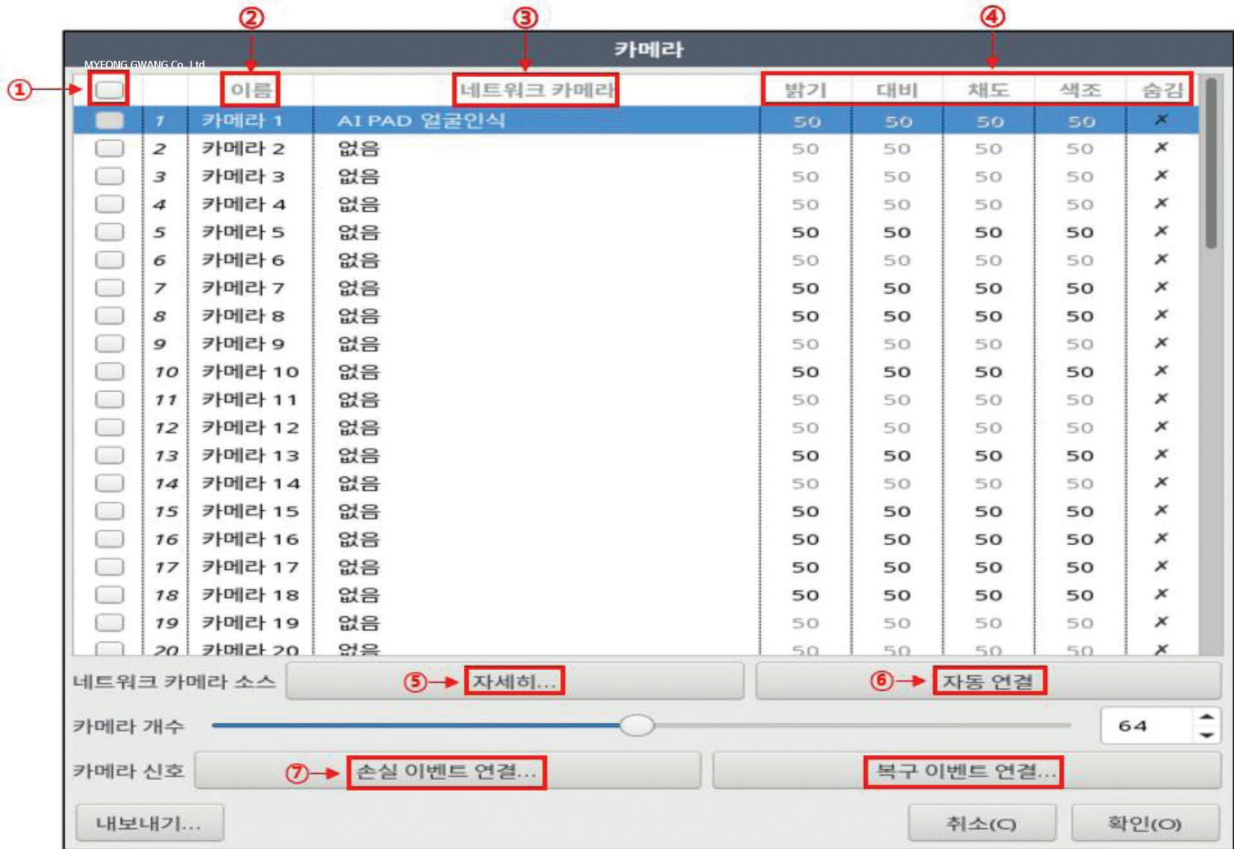 ② ③ ④
카메라
MYEONG GWANG Co., Ltd
① 이름 네트워크 카메라 밝기 대비 채도 색조 숨김
1 카메라 1 AI PAD 얼굴인식 50 50 50 50 ✗
2 카메라 2 없음 50 50 50 50 ✗
3 카메라 3 없음 50 50 50 50 ✗
4 카메라 4 없음 50 50 50 50 ✗
5 카메라 5 없음 50 50 50 50 ✗
6 카메라 6 없음 50 50 50 50 ✗
7 카메라 7 없음 50 50 50 50 ✗
8 카메라 8 없음 50 50 50 50 ✗
9 카메라 9 없음 50 50 50 50 ✗
10 카메라 10 없음 50 50 50 50 ✗
11 카메라 11 없음 50 50 50 50 ✗
12 카메라 12 없음 50 50 50 50 ✗
13 카메라 13 없음 50 50 50 50 ✗
14 카메라 14 없음 50 50 50 50 ✗
15 카메라 15 없음 50 50 50 50 ✗
16 카메라 16 없음 50 50 50 50 ✗
17 카메라 17 없음 50 50 50 50 ✗
18 카메라 18 없음 50 50 50 50 ✗
19 카메라 19 없음 50 50 50 50 ✗
20 카메라 20 없음 50 50 50 50 ✗
네트워크 카메라 소스 ⑤ 자세히... ⑥ 자동 연결
카메라 개수 64
카메라 신호 ⑦ 손실 이벤트 연결... 복구 이벤트 연결...
내보내기... 취소(C) 확인(O)